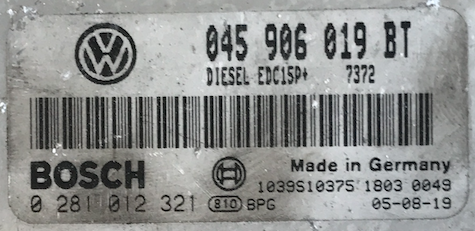 045 906 019 BT
DIESEL EDC15P+ 7372
BOSCH
Made in Germany
1039S10375 1803 0049
0 281 012 321 810 BPG 05-08-19